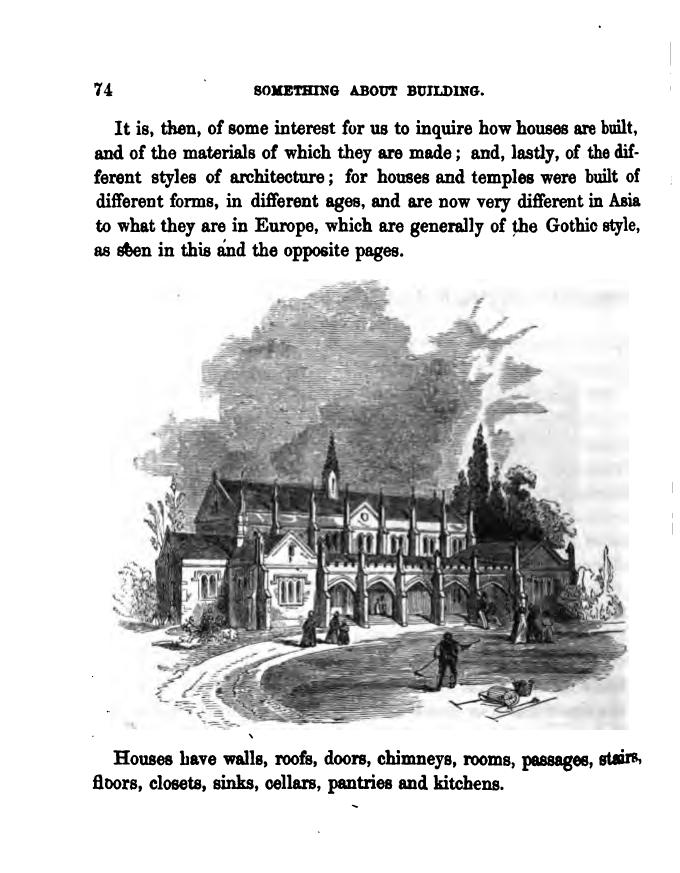 74 SOMETHING ABOUT BUILDING.
It is, then, of some interest for us to inquire how houses are built,
and of the materials of which they are made ; and, lastly, of the dif-
ferent styles of architecture ; for houses and temples were built of
different forms, in different ages, and are now very different in Asia
to what they are in Europe, which are generally of the Gothic style,
as seen in this and the opposite pages.
Houses have walls, roofs, doors, chimneys, rooms, passages, stairs,
floors, closets, sinks, cellars, pantries and kitchens.